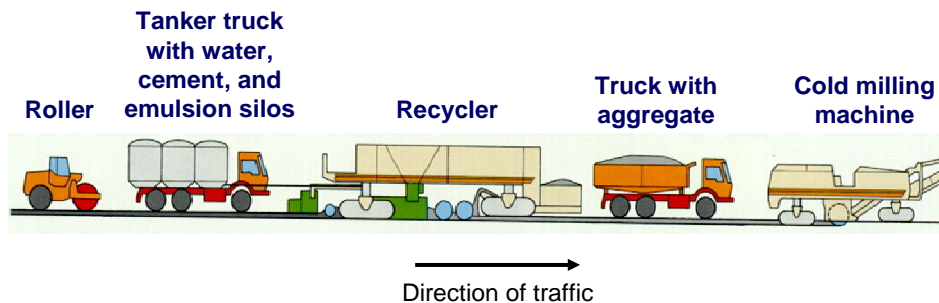 Roller
Tanker truck
with water,
cement, and
emulsion silos
Recycler
Truck with
aggregate
Cold milling
machine
Direction of traffic